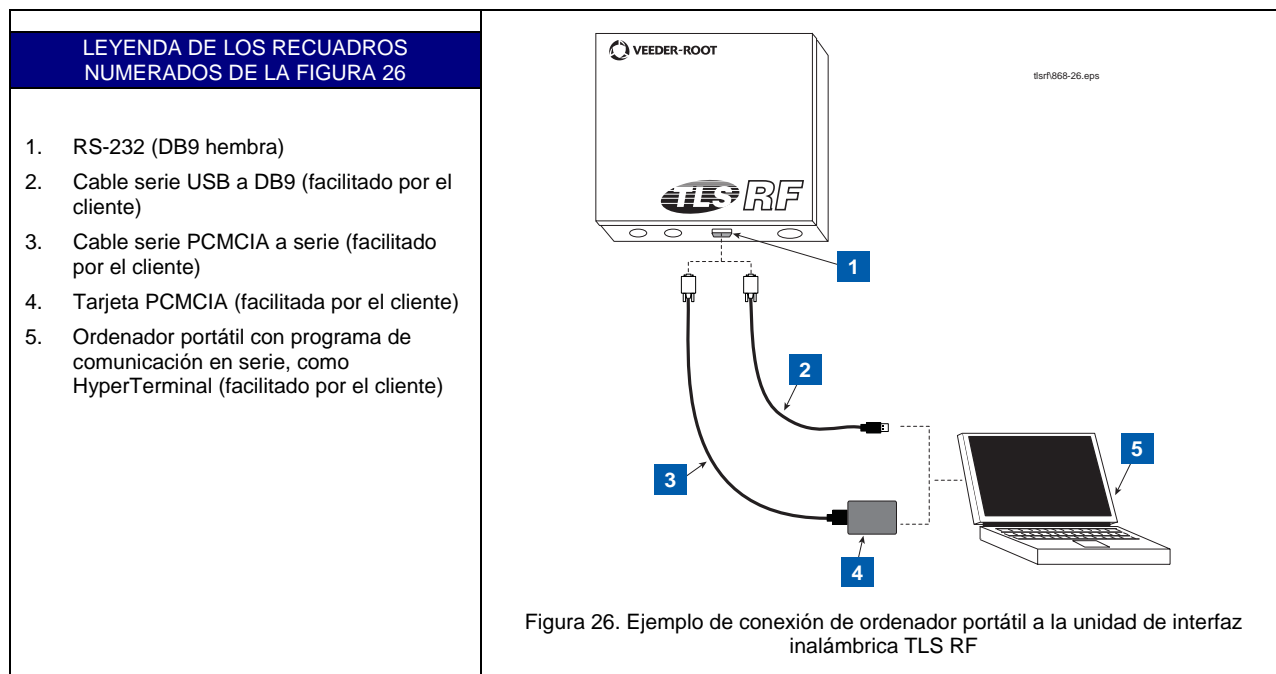 LEYENDA DE LOS RECUADROS
NUMERADOS DE LA FIGURA 26
1. RS-232 (DB9 hembra)
2. Cable serie USB a DB9 (facilitado por el
cliente)
3. Cable serie PCMCIA a serie (facilitado
por el cliente)
4. Tarjeta PCMCIA (facilitada por el cliente)
5. Ordenador portátil con programa de
comunicación en serie, como
HyperTerminal (facilitado por el cliente)
VEEDER-ROOT
tlsrf\868-26.eps
TLS RF
1
2
3
5
4
Figura 26. Ejemplo de conexión de ordenador portátil a la unidad de interfaz
inalámbrica TLS RF